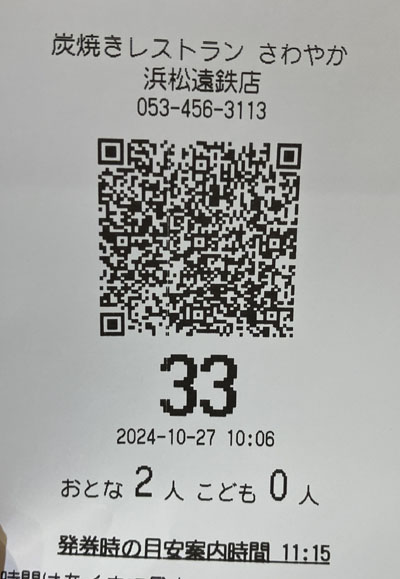 炭焼きレストラン さわやか
浜松遠鉄店
053-456-3113
33
2024-10-27 10:06
おとな 2 人 こども 0 人
発券時の目安案内時間 11:15